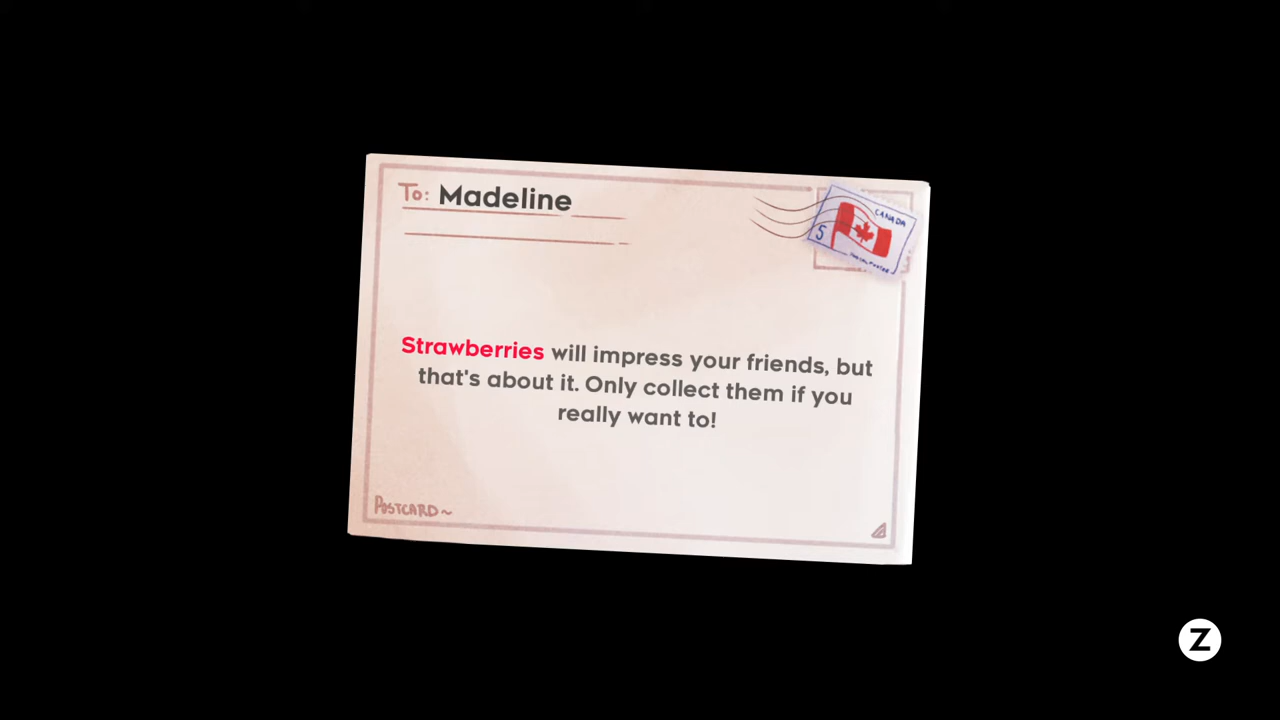 To: Madeline
CANADA
5
Strawberries will impress your friends, but
that's about it. Only collect them if you
really want to!
POSTCARD~
Z